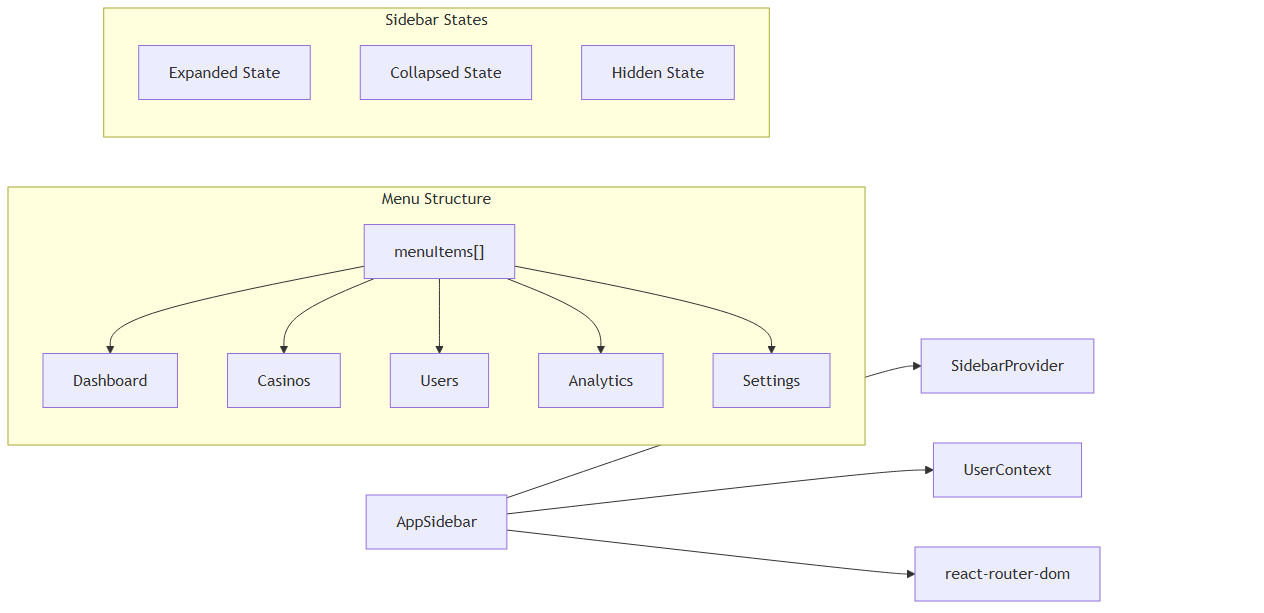 Sidebar States
Expanded State
Collapsed State
Hidden State
Menu Structure
menuItems[]
Dashboard
Casinos
Users
Analytics
Settings
SidebarProvider
UserContext
AppSidebar
react-router-dom